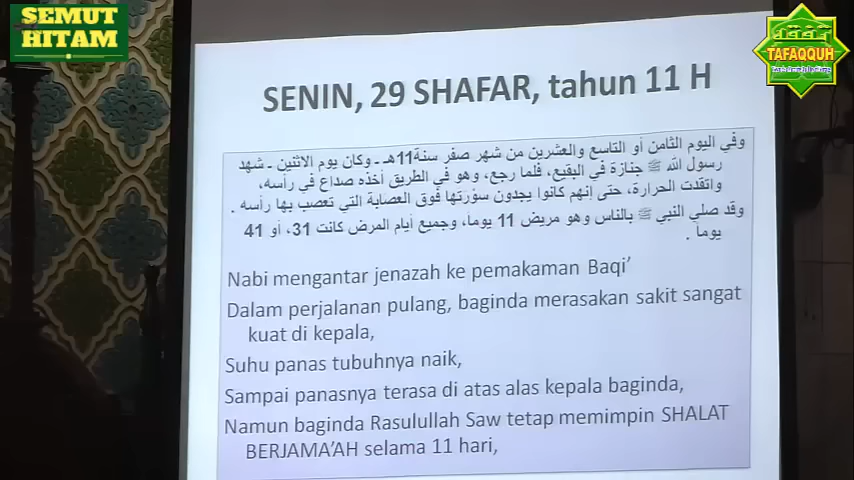 SEMUT
HITAM
TAFAQQUH
SENIN, 29 SHAFAR, tahun 11 H
وفي اليوم الثامن أو التاسع والعشرين من شهر صفر سنة11هـ ـ وكان يوم الاثنين ـ شهد
رسول الله ﷺ جنازة في البقيع، فلما رجع، وهو في الطريق أخذه صداع في رأسه،
واتقدت الحرارة، حتى إنهم كانوا يجدون سورتها فوق العصابة التي تعصب بها رأسه .
وقد صلى النبي ﷺ بالناس وهو مريض 11 يوماً، وجميع أيام المرض كانت 31، أو 41
يوماً .
Nabi mengantar jenazah ke pemakaman Baqi’
Dalam perjalanan pulang, baginda merasakan sakit sangat
kuat di kepala,
Suhu panas tubuhnya naik,
Sampai panasnya terasa di atas alas kepala baginda,
Namun baginda Rasulullah Saw tetap memimpin SHALAT
BERJAMA’AH selama 11 hari,